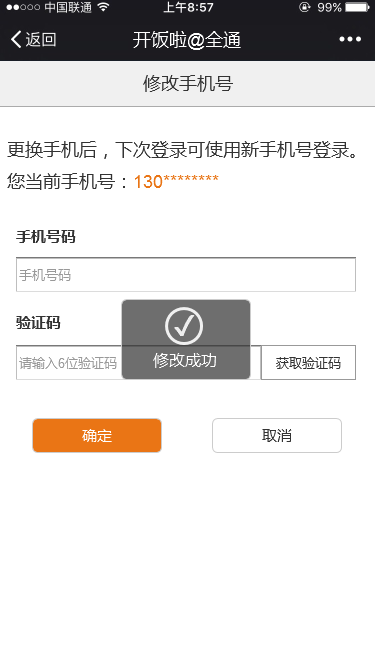 中国联通 上午8:57 99%
返回 开饭啦@全通
修改手机号
更换手机后，下次登录可使用新手机号登录。
您当前手机号：130********
手机号码
手机号码
修改成功
验证码
请输入6位验证码 获取验证码
确定 取消